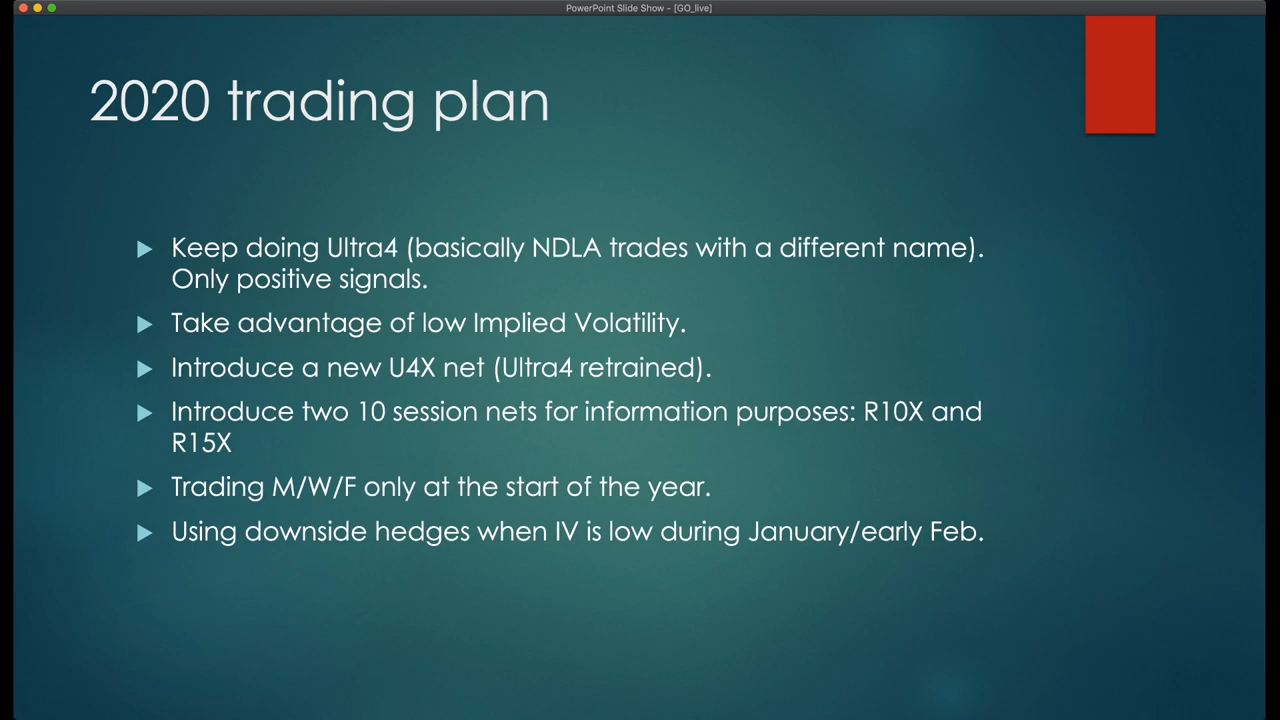 PowerPoint Slide Show - [GO_live]
2020 trading plan
Keep doing Ultra4 (basically NDLA trades with a different name).
Only positive signals.
Take advantage of low Implied Volatility.
Introduce a new U4X net (Ultra4 retrained).
Introduce two 10 session nets for information purposes: R10X and
R15X
Trading M/W/F only at the start of the year.
Using downside hedges when IV is low during January/early Feb.